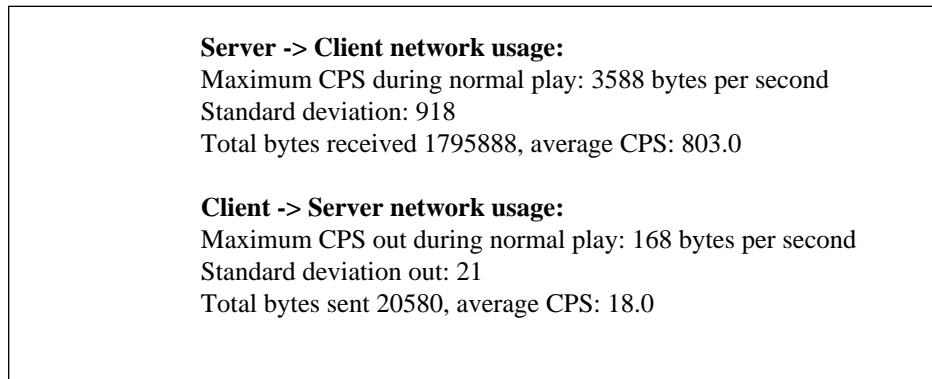 Server -> Client network usage:
Maximum CPS during normal play: 3588 bytes per second
Standard deviation: 918
Total bytes received 1795888, average CPS: 803.0
Client -> Server network usage:
Maximum CPS out during normal play: 168 bytes per second
Standard deviation out: 21
Total bytes sent 20580, average CPS: 18.0